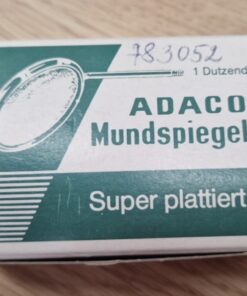 783052
1 Dutzend
ADACO
Mundspiegel
Super plattiert